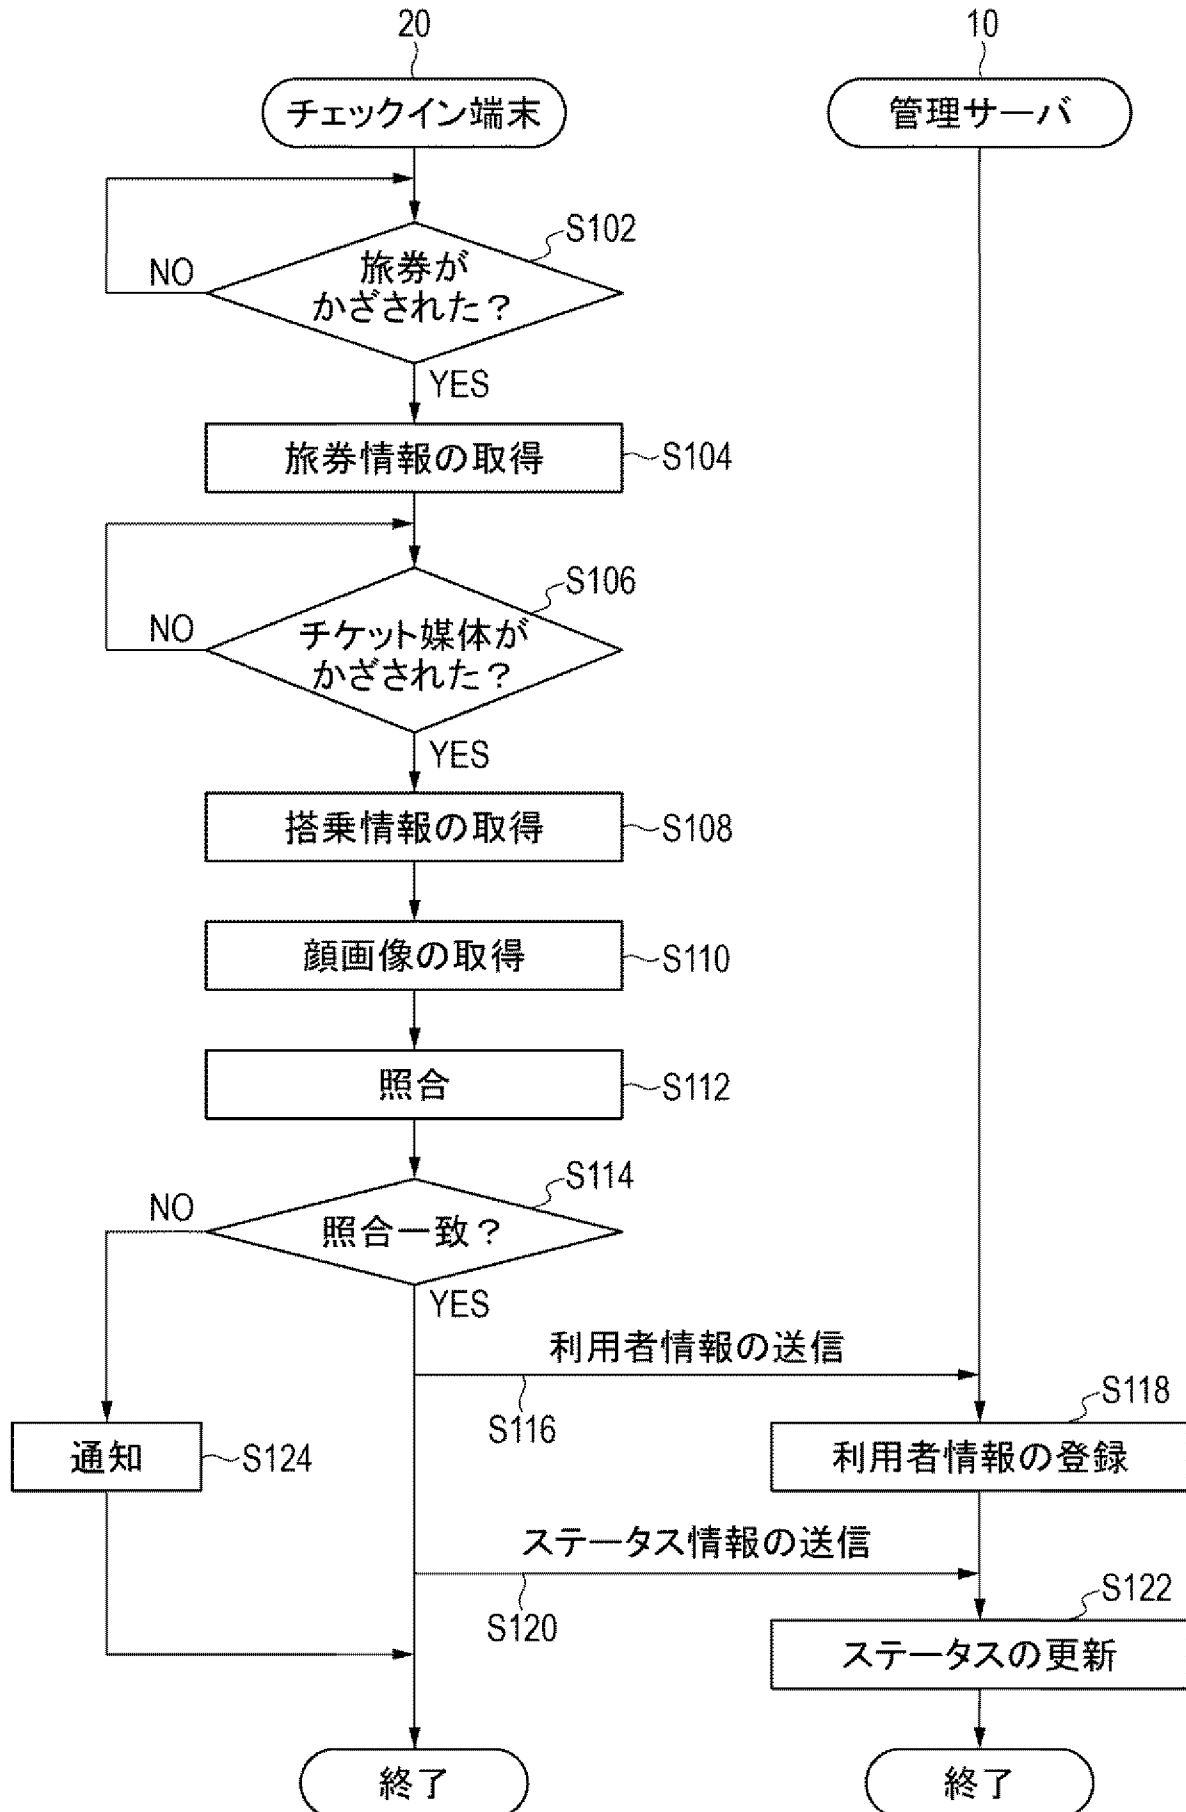 20
10
チェックイン端末
管理サーバ
S102
旅券が
かざされた？
NO
YES
旅券情報の取得
S104
S106
チケット媒体が
かざされた？
NO
YES
搭乗情報の取得
S108
顔画像の取得
S110
照合
S112
S114
照合一致？
NO
YES
利用者情報の送信
S116
S118
利用者情報の登録
通知
S124
ステータス情報の送信
S120
S122
ステータスの更新
終了
終了